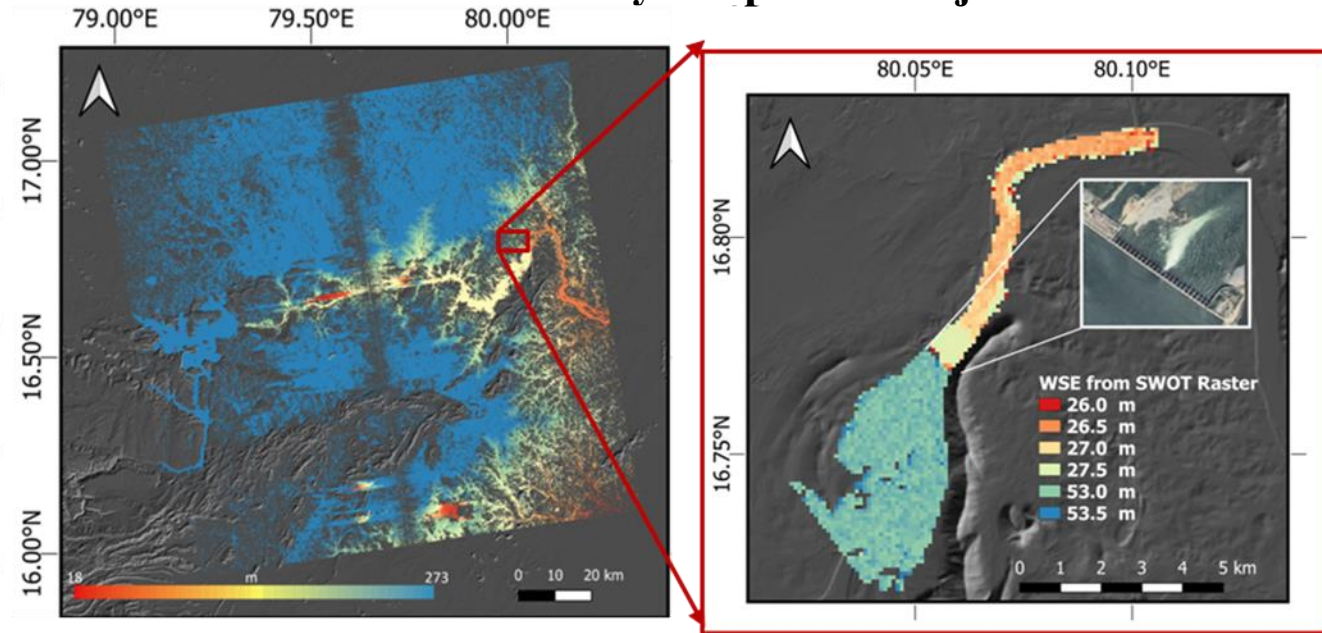 79.00°E 79.50°E 80.00°E
17.00°N
16.50°N
16.00°N
18 m 273
0 10 20 km
80.05°E 80.10°E
16.80°N
16.75°N
WSE from SWOT Raster
26.0 m
26.5 m
27.0 m
27.5 m
53.0 m
53.5 m
0 1 2 3 4 5 km